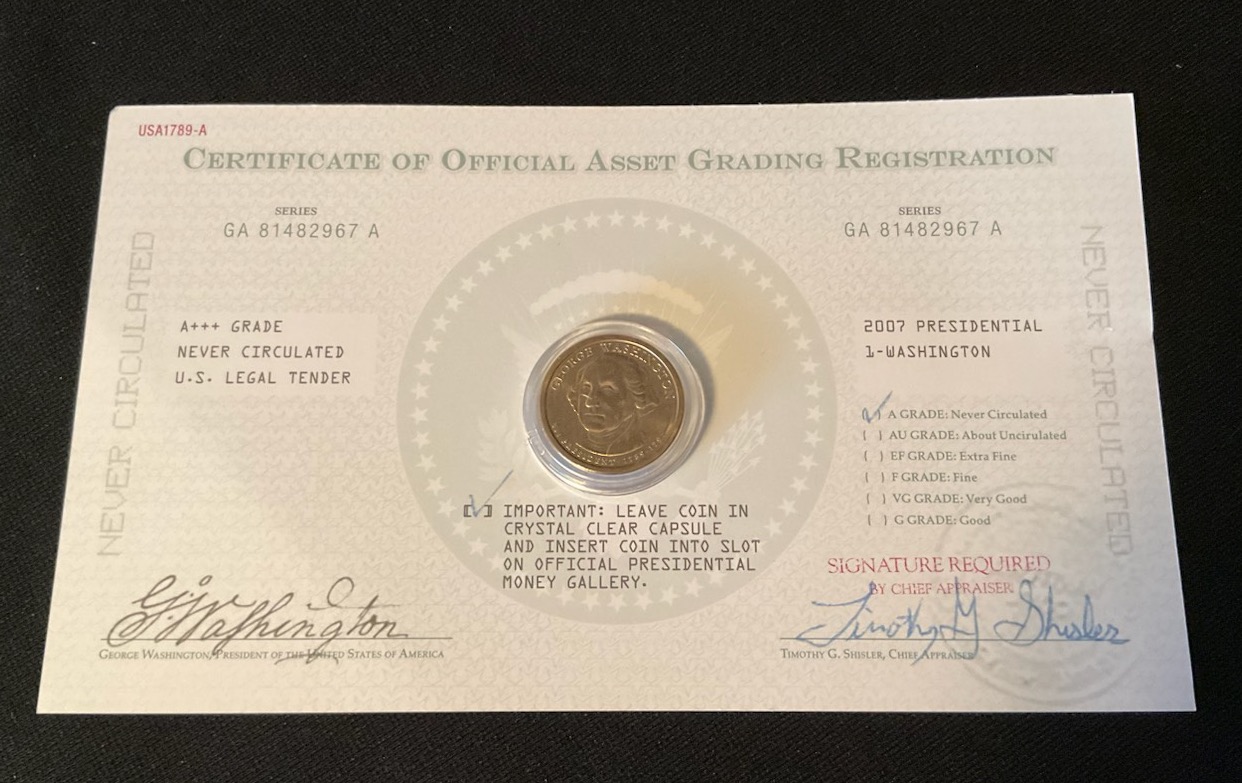 USA1789-A
CERTIFICATE OF OFFICIAL ASSET GRADING REGISTRATION
SERIES
GA 81482967 A
SERIES
GA 81482967 A
NEVER CIRCULATED
NEVER CIRCULATED
A+++ GRADE
NEVER CIRCULATED
U.S. LEGAL TENDER
2007 PRESIDENTIAL
1-WASHINGTON
GEORGE WASHINGTON
PRESIDENT
A GRADE: Never Circulated
( ) AU GRADE: About Uncirulated
( ) EF GRADE: Extra Fine
( ) F GRADE: Fine
( ) VG GRADE: Very Good
( ) G GRADE: Good
[ ] IMPORTANT: LEAVE COIN IN
CRYSTAL CLEAR CAPSULE
AND INSERT COIN INTO SLOT
ON OFFICIAL PRESIDENTIAL
MONEY GALLERY.
SIGNATURE REQUIRED
BY CHIEF APPRAISER
G. Washington
GEORGE WASHINGTON, PRESIDENT OF THE UNITED STATES OF AMERICA
Timothy G Shisler
TIMOTHY G. SHISLER, CHIEF APPRAISER